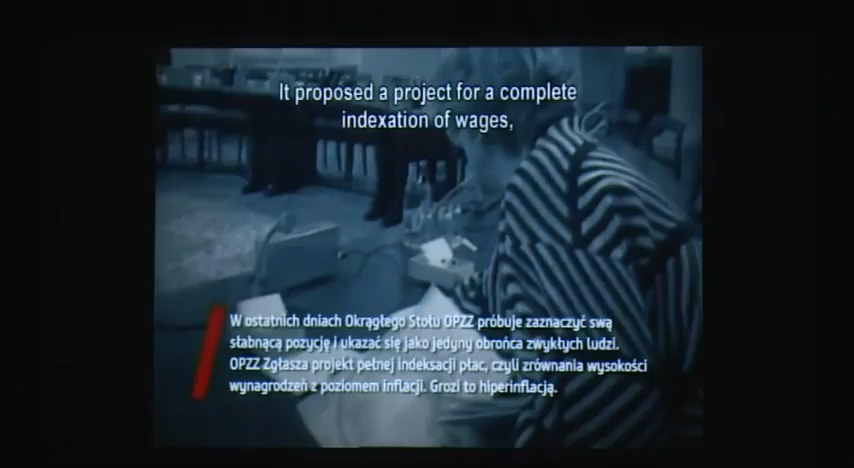 It proposed a project for a complete
indexation of wages,
W ostatnich dniach Okrągłego Stołu OPZZ próbuje zaznaczyć swą
słabnącą pozycję i ukazać się jako jedyny obrońca zwykłych ludzi.
OPZZ Zgłasza projekt pełnej indeksacji płac, czyli zrównania wysokości
wynagrodzeń z poziomem inflacji. Grozi to hiperinflacją.